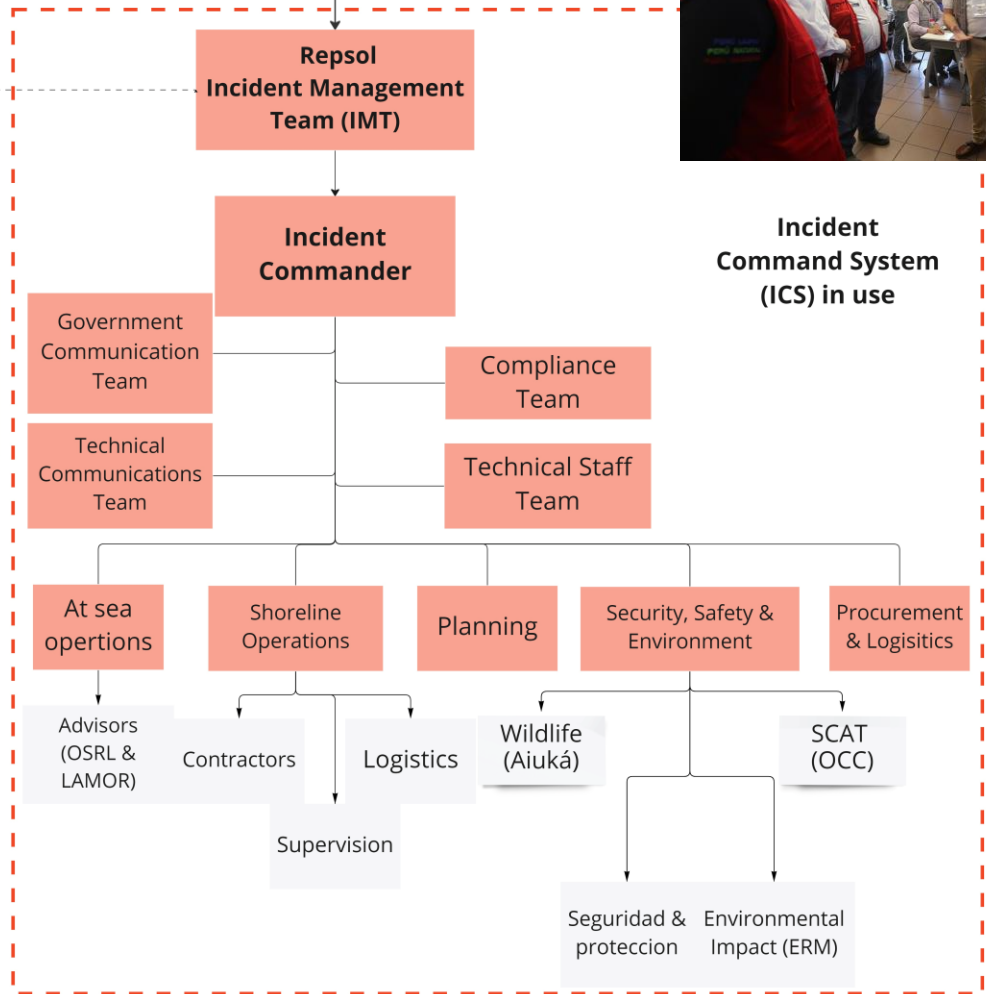 Repsol
Incident Management
Team (IMT)
Incident
Commander
Incident
Command System
(ICS) in use
Government
Communication
Team
Compliance
Team
Technical
Communications
Team
Technical Staff
Team
At sea
opertions
Shoreline
Operations
Planning
Security, Safety &
Environment
Procurement
& Logisitics
Advisors
(OSRL &
LAMOR)
Contractors
Logistics
Supervision
Wildlife
(Aiuká)
SCAT
(OCC)
Seguridad &
proteccion
Environmental
Impact (ERM)